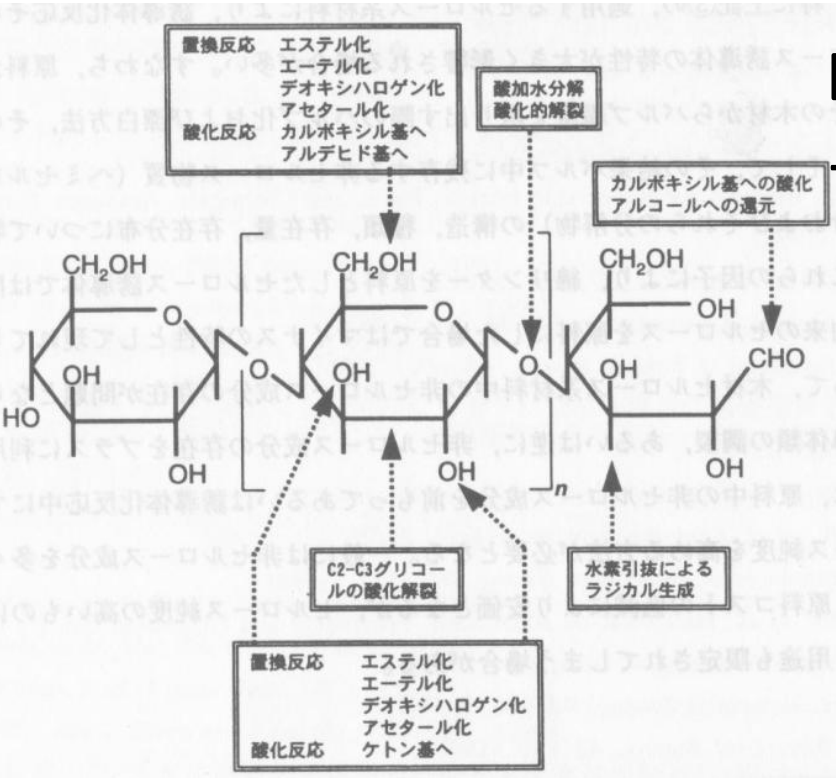 置換反応 エステル化
エーテル化
デオキシハロゲン化
アセタール化
酸化反応 カルボキシル基へ
アルデヒド基へ
酸加水分解
酸化的解裂
カルボキシル基への酸化
アルコールへの還元
CH2OH
CH2OH
CH2OH
O
O
OH
O
O
CHO
OH
OH
OH
HO
OH
OH
OH
n
C2-C3グリコー
ルの酸化解裂
水素引抜による
ラジカル生成
置換反応 エステル化
エーテル化
デオキシハロゲン化
アセタール化
酸化反応 ケトン基へ